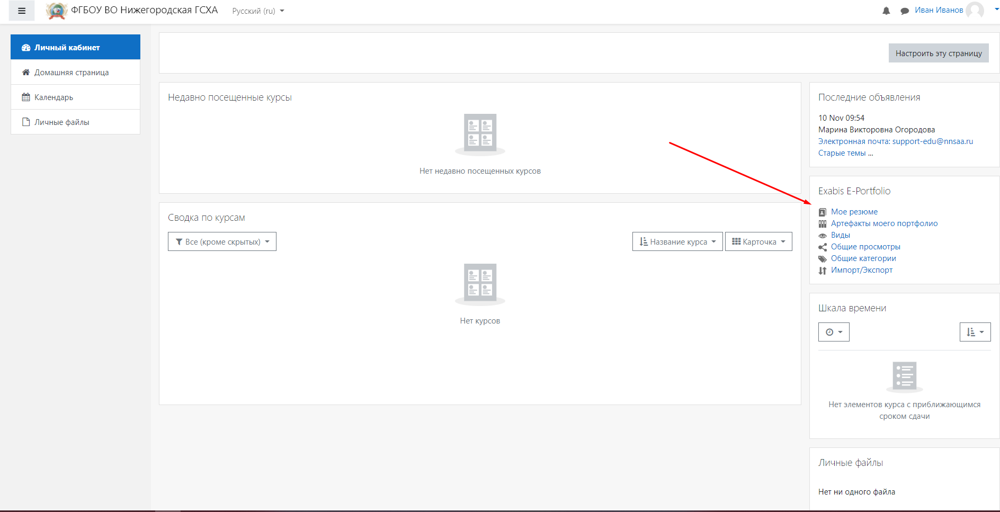 ФГБОУ ВО Нижегородская ГСХА
Русский (ru)
Иван Иванов
Личный кабинет
Домашняя страница
Календарь
Личные файлы
Настроить эту страницу
Недавно посещенные курсы
Нет недавно посещенных курсов
Сводка по курсам
Все (кроме скрытых)
Название курса
Карточка
Нет курсов
Последние объявления
10 Nov 09:54
Марина Викторовна Огородова
Электронная почта: support-edu@nnsaa.ru
Старые темы ...
Exabis E-Portfolio
Мое резюме
Артефакты моего портфолио
Виды
Общие просмотры
Общие категории
Импорт/Экспорт
Шкала времени
Нет элементов курса с приближающимся
сроком сдачи
Личные файлы
Нет ни одного файла